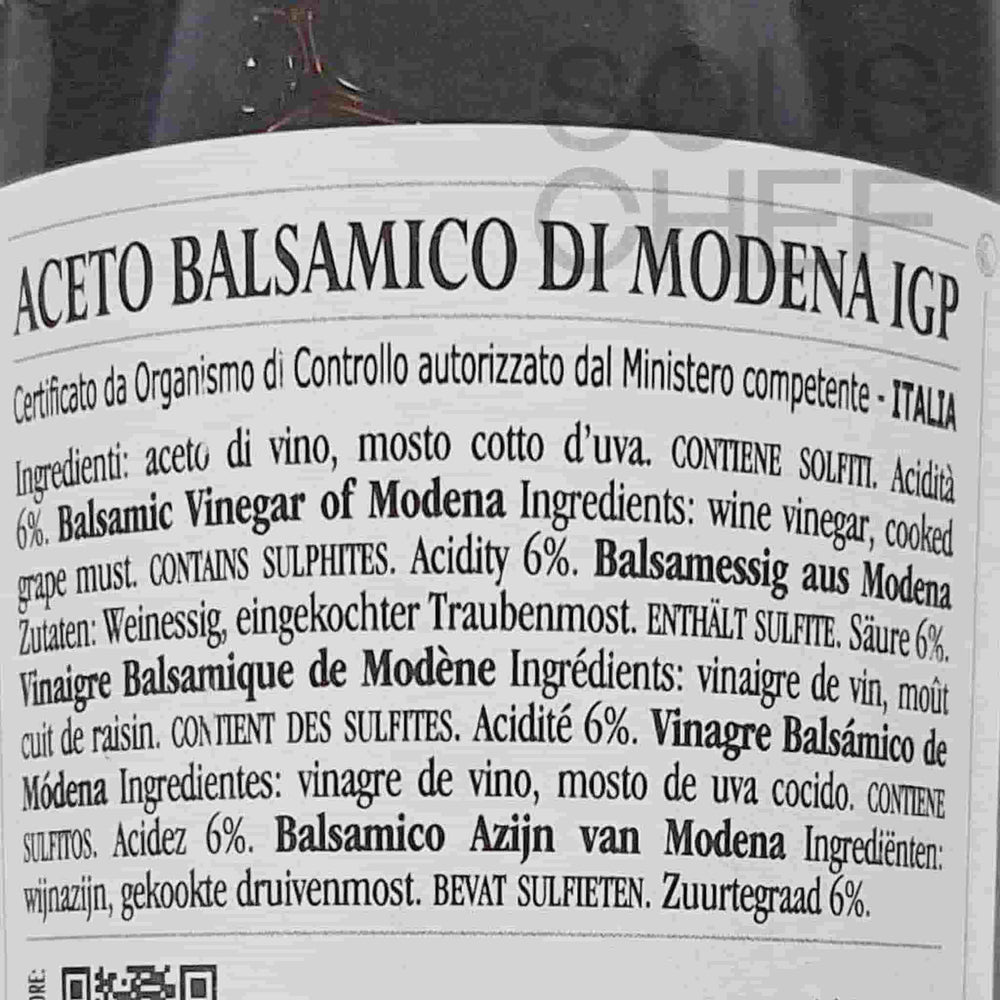 SOUS
CHEF
ACETO BALSAMICO DI MODENA IGP
Certificato da Organismo di Controllo autorizzato dal Ministero competente - ITALIA
Ingredienti: aceto di vino, mosto cotto d'uva. CONTIENE SOLFITI. Acidità
6%. Balsamic Vinegar of Modena Ingredients: wine vinegar, cooked
grape must. CONTAINS SULPHITES. Acidity 6%. Balsamessig aus Modena
Zutaten: Weinessig, eingekochter Traubenmost. ENTHÄLT SULFITE. Säure 6%.
Vinaigre Balsamique de Modène Ingrédients: vinaigre de vin, moût
cuit de raisin. CONTIENT DES SULFITES. Acidité 6%. Vinagre Balsámico de
Módena Ingredientes: vinagre de vino, mosto de uva cocido. CONTIENE
SULFITOS. Acidez 6%. Balsamico Azijn van Modena Ingrediënten:
wijnazijn, gekookte druivenmost. BEVAT SULFIETEN. Zuurtegraad 6%.